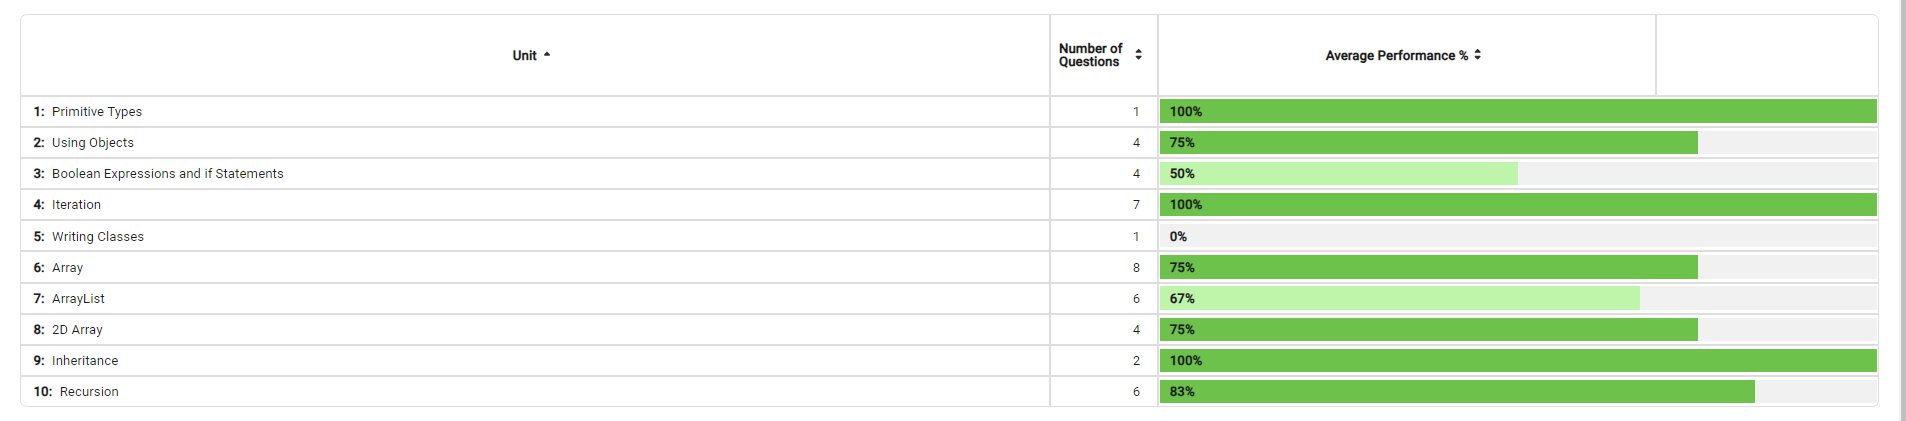 Unit
Number of
Questions
Average Performance %
1: Primitive Types 1 100%
2: Using Objects 4 75%
3: Boolean Expressions and if Statements 4 50%
4: Iteration 7 100%
5: Writing Classes 1 0%
6: Array 8 75%
7: ArrayList 6 67%
8: 2D Array 4 75%
9: Inheritance 2 100%
10: Recursion 6 83%